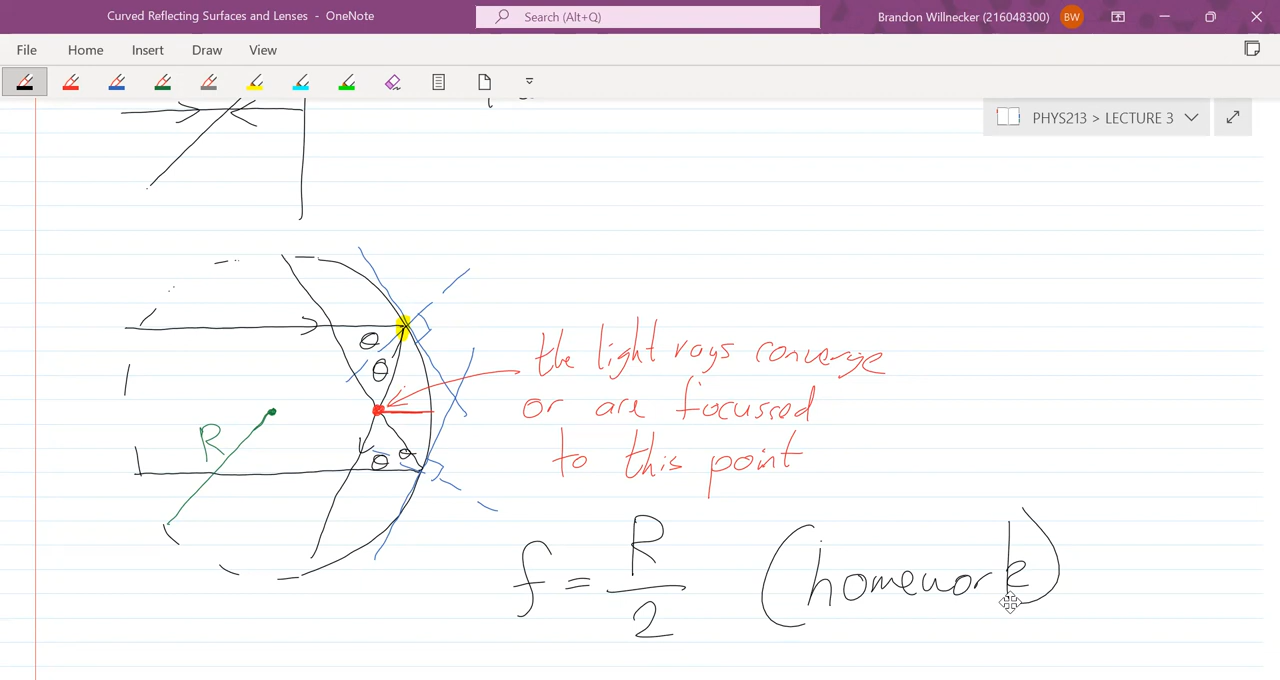 Curved Reflecting Surfaces and Lenses - OneNote
Search (Alt+Q)
Brandon Willnecker (216048300)
BW
File Home Insert Draw View
PHYS213 > LECTURE 3
θ
θ
the light rays converge
or are focussed
to this point
R
θ θ
f = R/2 (homework)